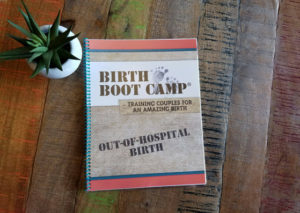 BIRTH
BOOT CAMP®
TRAINING COUPLES FOR
AN AMAZING BIRTH
OUT-OF-HOSPITAL
BIRTH